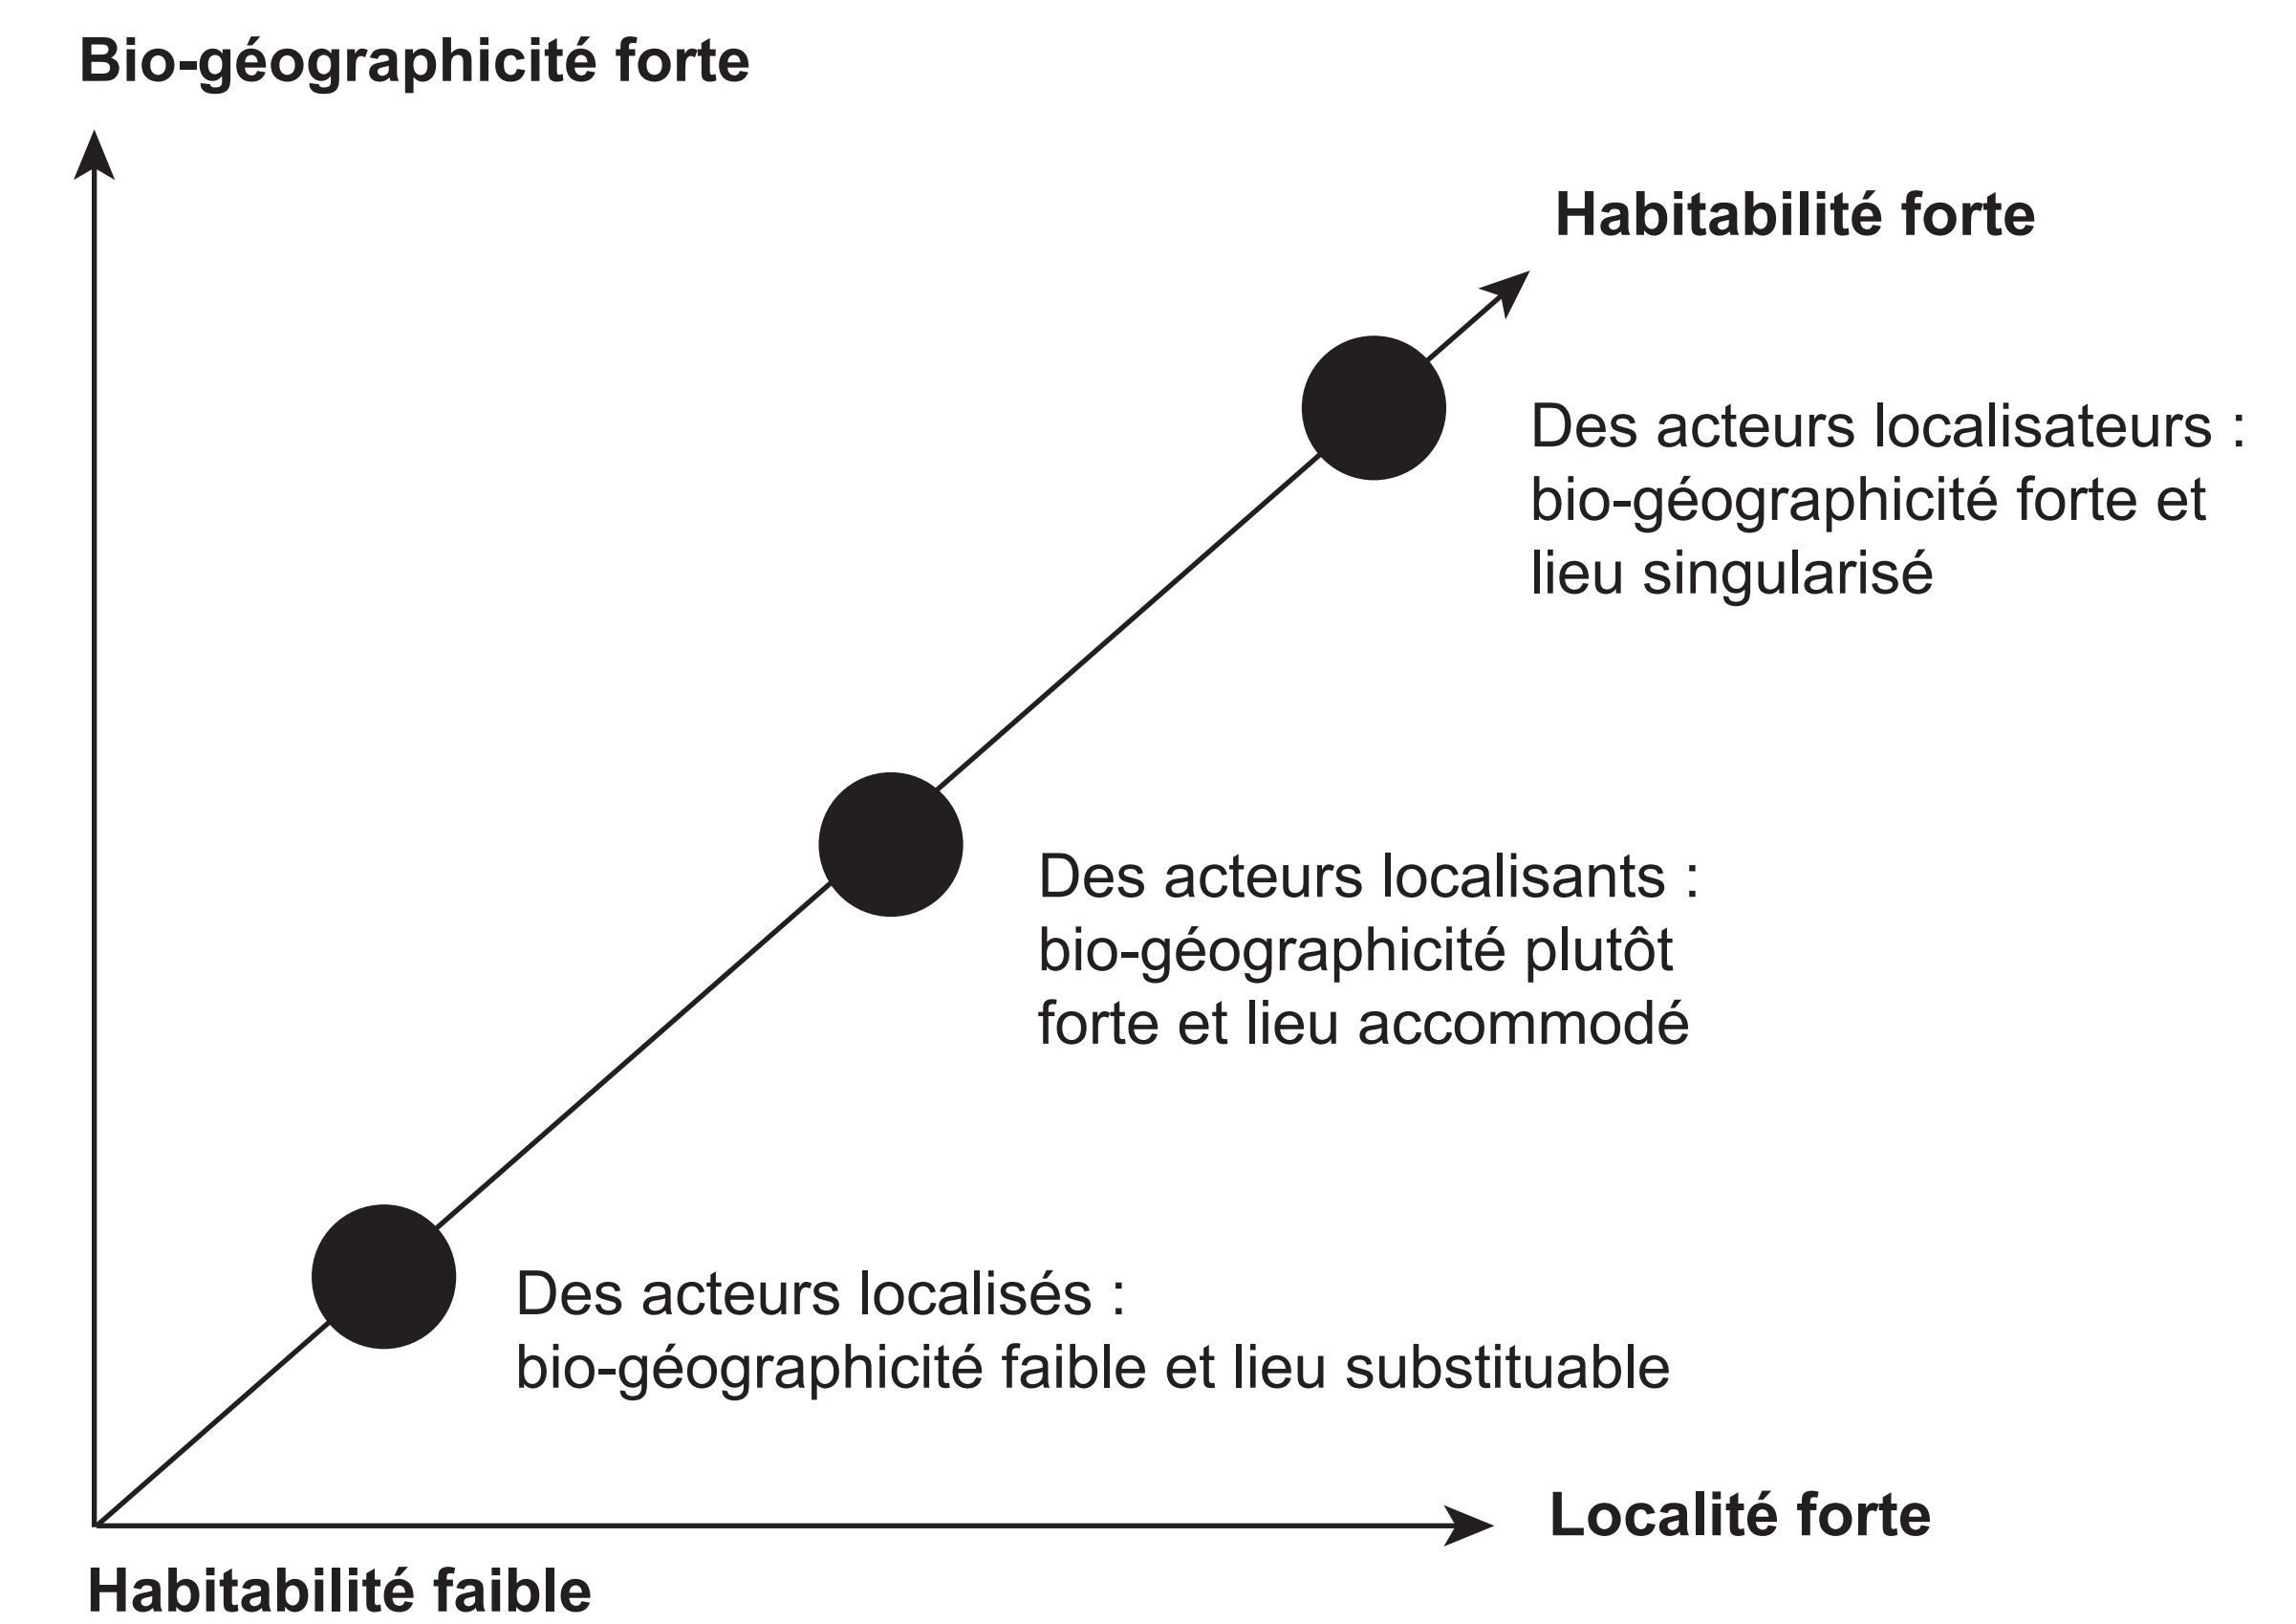 Bio-géographicité forte
Habitabilité forte
Des acteurs localisateurs :
bio-géographicité forte et
lieu singularisé
Des acteurs localisants :
bio-géographicité plutôt
forte et lieu accommodé
Des acteurs localisés :
bio-géographicité faible et lieu substituable
Localité forte
Habitabilité faible